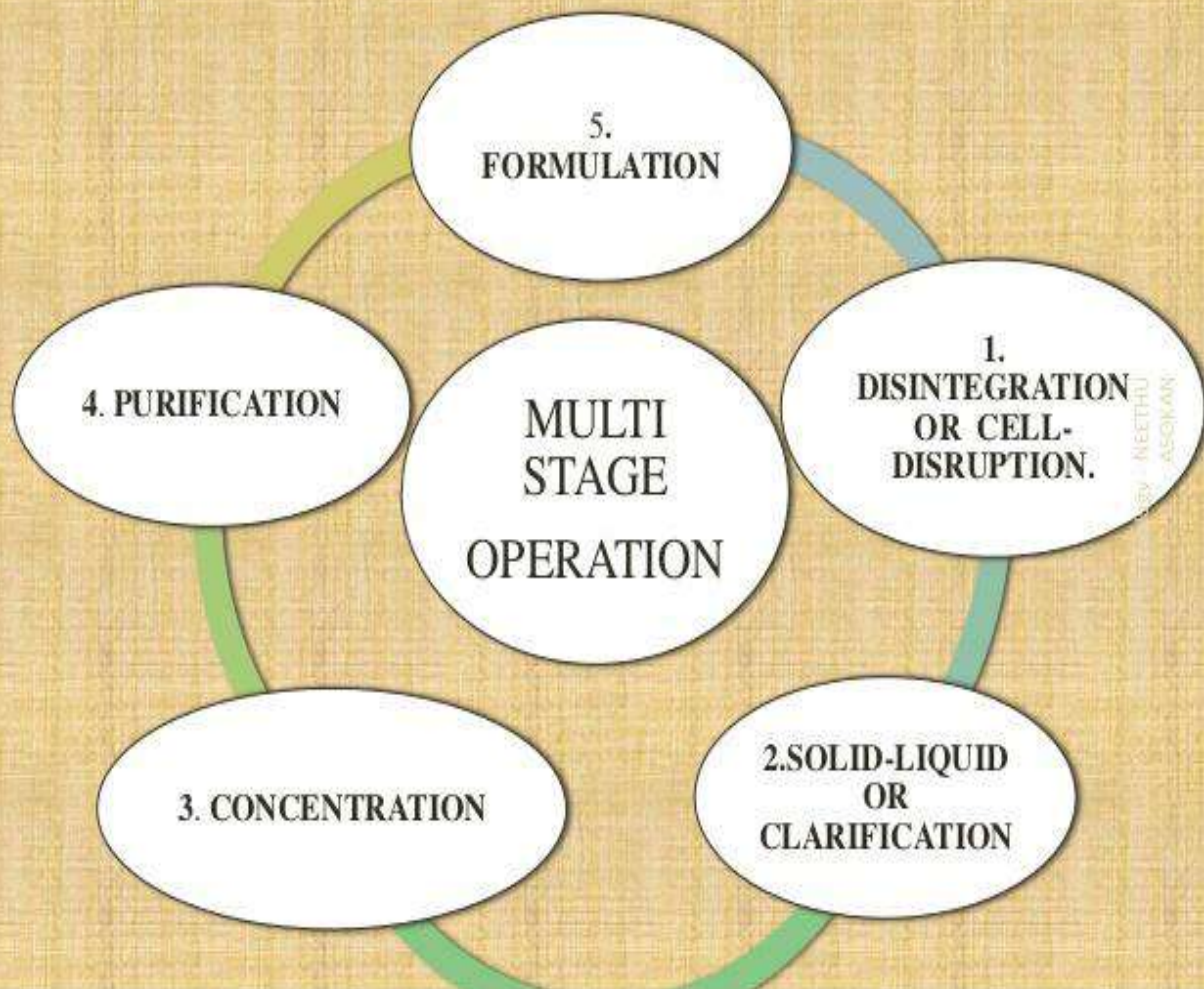 5.
FORMULATION
1.
DISINTEGRATION
OR CELL-
DISRUPTION.
4. PURIFICATION
MULTI
STAGE
OPERATION
2.SOLID-LIQUID
OR
CLARIFICATION
3. CONCENTRATION
NEETHU
ASOKAN